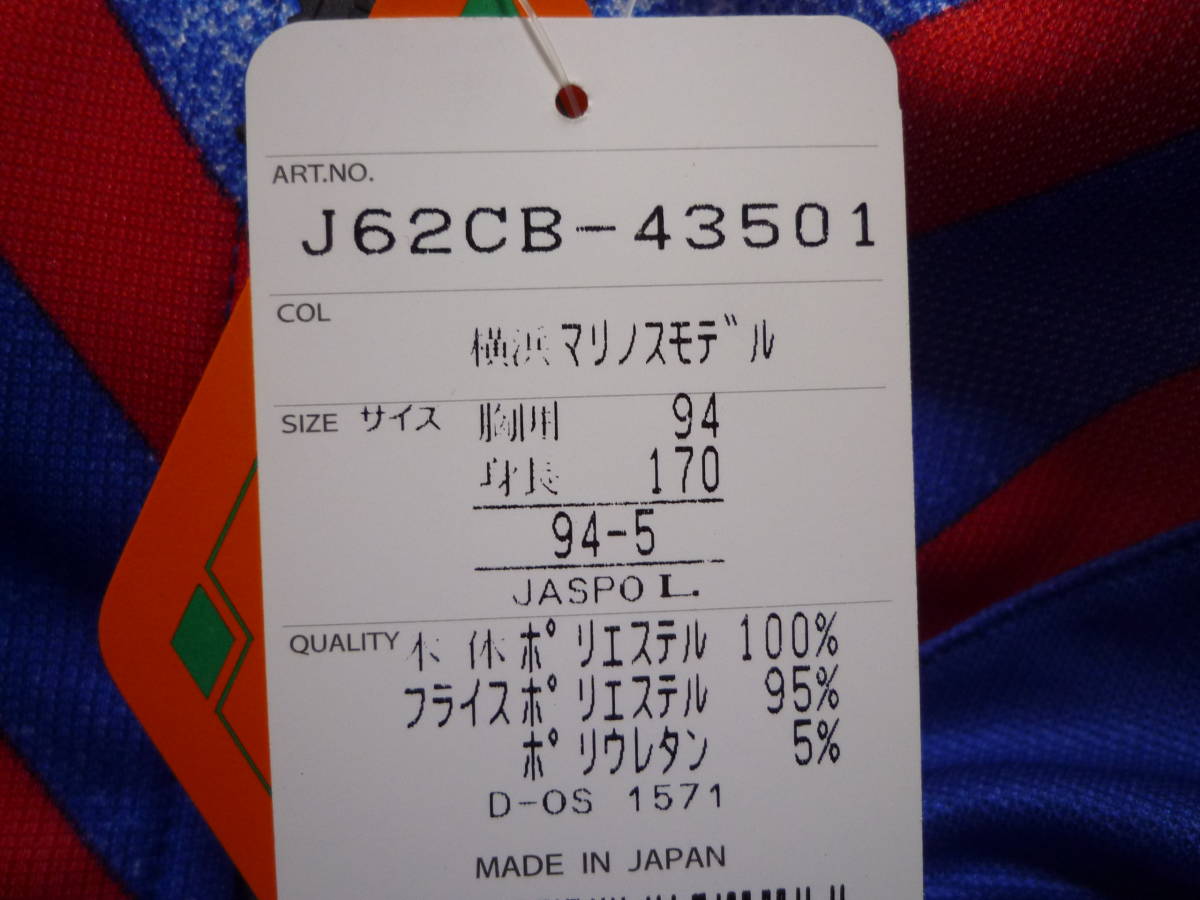 ART.NO.
J62CB-43501
COL
横浜マリノスモデル
SIZE サイス 胸囲 94
身長 170
94-5
JASPO L.
QUALITY 本体ポリエステル 100%
フライスポリエステル 95%
ポリウレタン 5%
D-OS 1571
MADE IN JAPAN